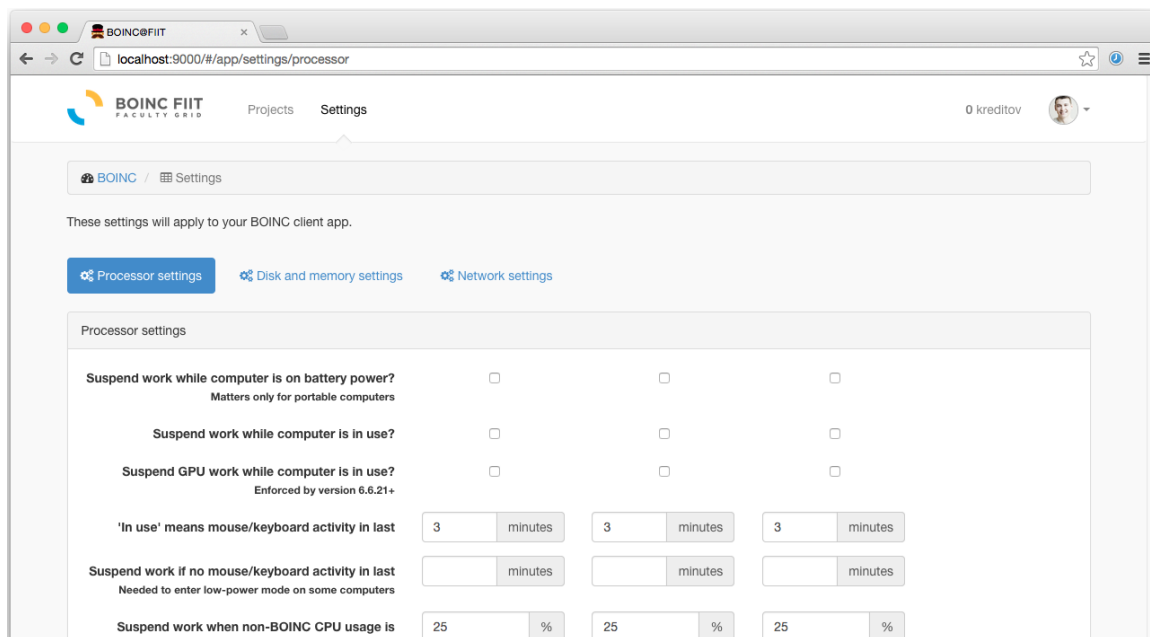 BOINC@FIIT
localhost:9000/#/app/settings/processor
BOINC FIIT
FACULTY GRID
Projects
Settings
0 kreditov
BOINC / Settings
These settings will apply to your BOINC client app.
Processor settings
Disk and memory settings
Network settings
Processor settings
Suspend work while computer is on battery power?
Matters only for portable computers
Suspend work while computer is in use?
Suspend GPU work while computer is in use?
Enforced by version 6.6.21+
'In use' means mouse/keyboard activity in last 3 minutes 3 minutes 3 minutes
Suspend work if no mouse/keyboard activity in last minutes minutes minutes
Needed to enter low-power mode on some computers
Suspend work when non-BOINC CPU usage is 25 % 25 % 25 %